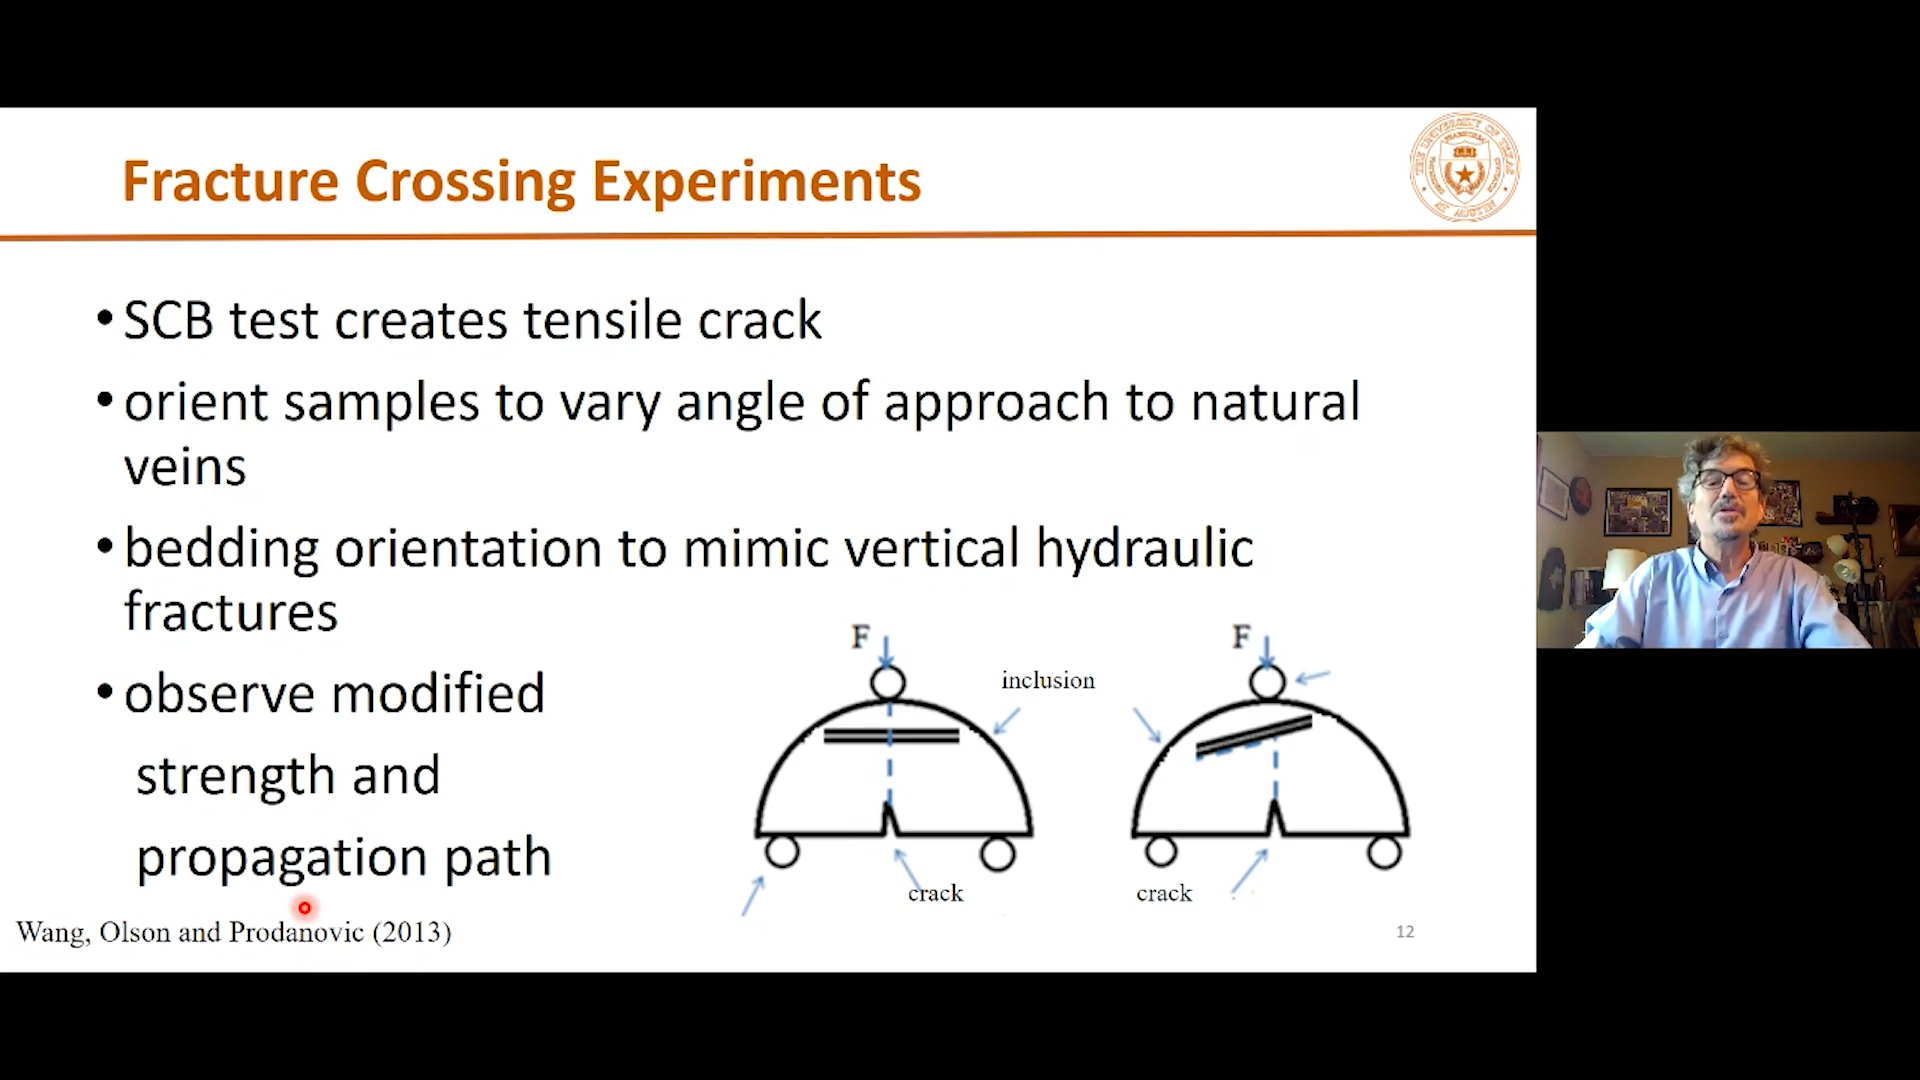 Fracture Crossing Experiments
• SCB test creates tensile crack
• orient samples to vary angle of approach to natural
veins
• bedding orientation to mimic vertical hydraulic
fractures
• observe modified
strength and
propagation path
F
F
inclusion
crack
crack
Wang, Olson and Prodanovic (2013)
12